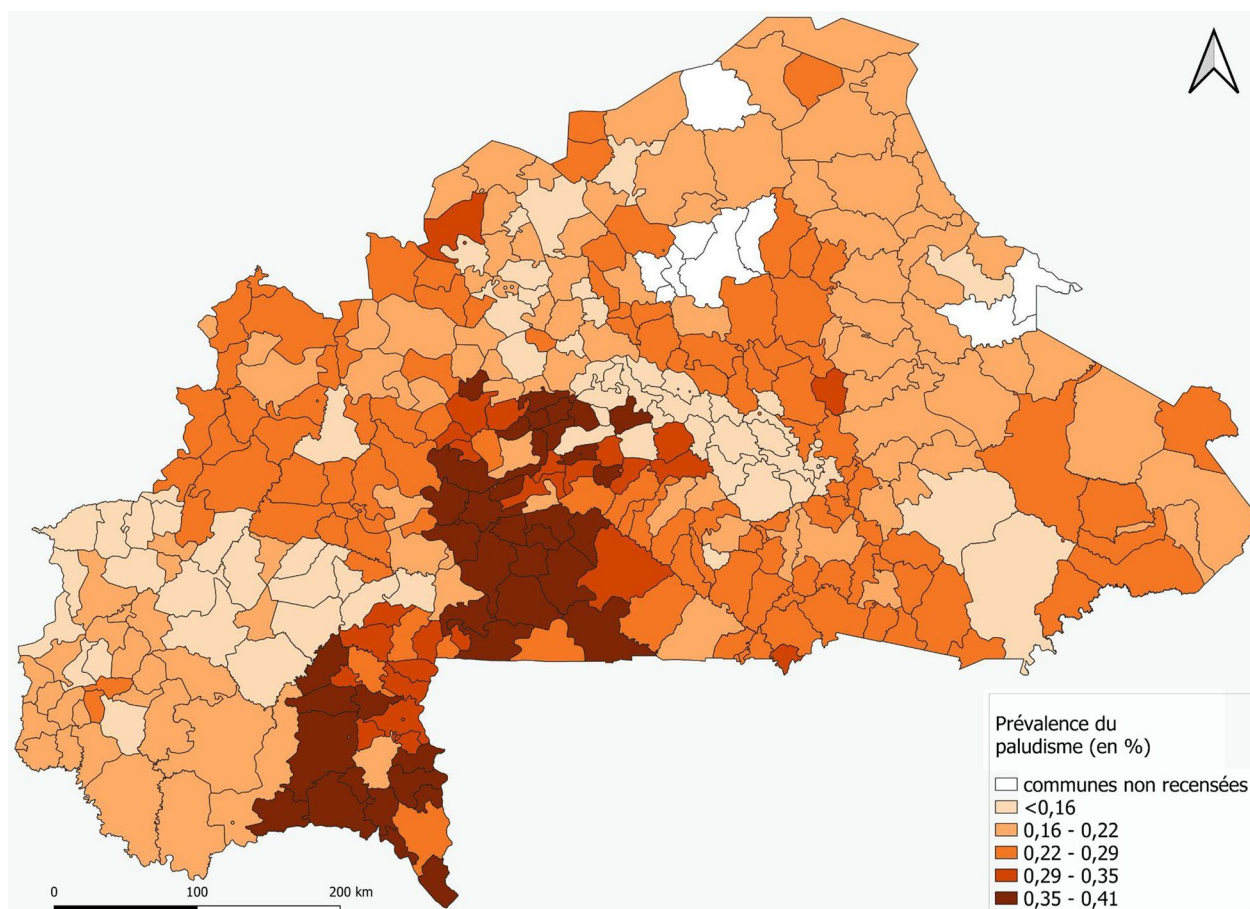 Prévalence du
paludisme (en %)
communes non recensées
<0,16
0,16 - 0,22
0,22 - 0,29
0,29 - 0,35
0,35 - 0,41
0 100 200 km